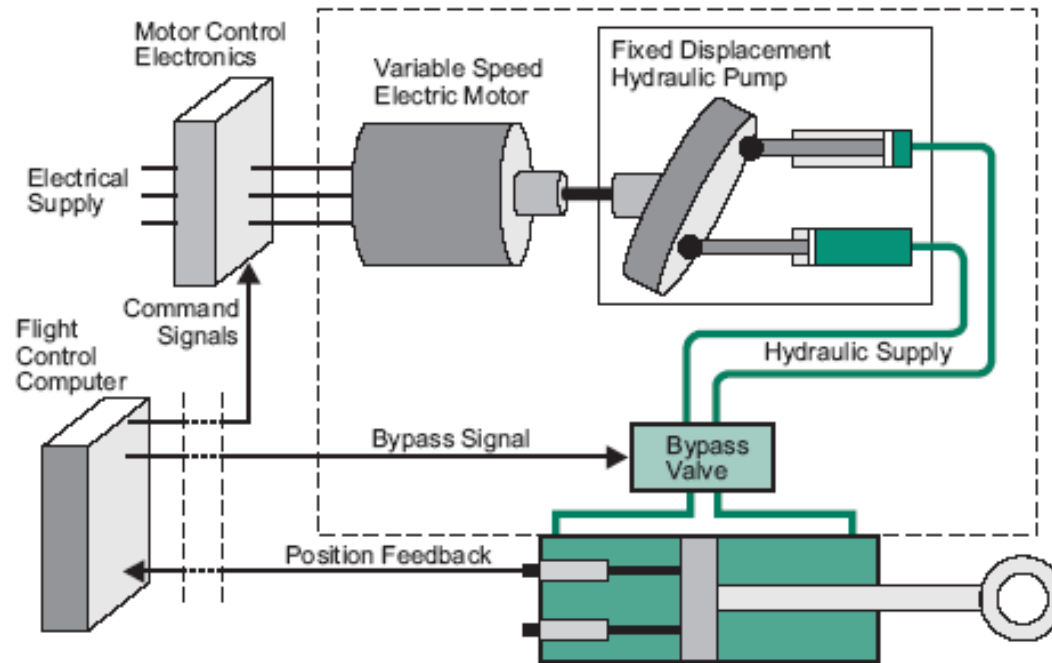 Motor Control
Electronics
Variable Speed
Electric Motor
Fixed Displacement
Hydraulic Pump
Electrical
Supply
Command
Signals
Flight
Control
Computer
Hydraulic Supply
Bypass Signal
Bypass
Valve
Position Feedback